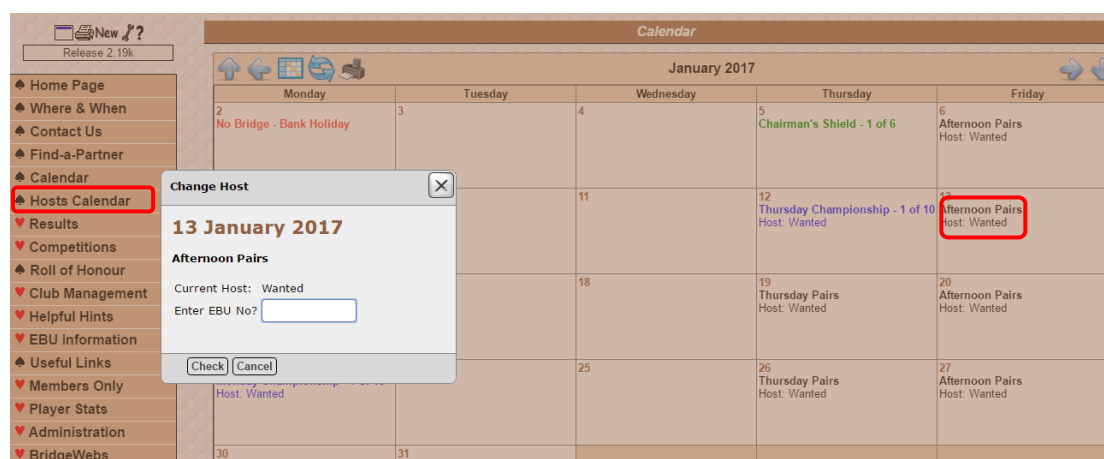 New ?
Release 2.19k
Home Page
Where & When
Contact Us
Find-a-Partner
Calendar
Hosts Calendar
Results
Competitions
Roll of Honour
Club Management
Helpful Hints
EBU Information
Useful Links
Members Only
Player Stats
Administration
BridgeWebs
Calendar
January 2017
Monday Tuesday Wednesday Thursday Friday
2 3 4 5 6
No Bridge - Bank Holiday Chairman's Shield - 1 of 6 Afternoon Pairs
Host: Wanted
Change Host
13 January 2017
Afternoon Pairs
Current Host: Wanted
Enter EBU No?
Check Cancel
11 12 13
Thursday Championship - 1 of 10 Afternoon Pairs
Host: Wanted Host: Wanted
18 19 20
Thursday Pairs Afternoon Pairs
Host: Wanted Host: Wanted
25 26 27
Thursday Pairs Afternoon Pairs
Host: Wanted Host: Wanted
Host: Wanted
30 31